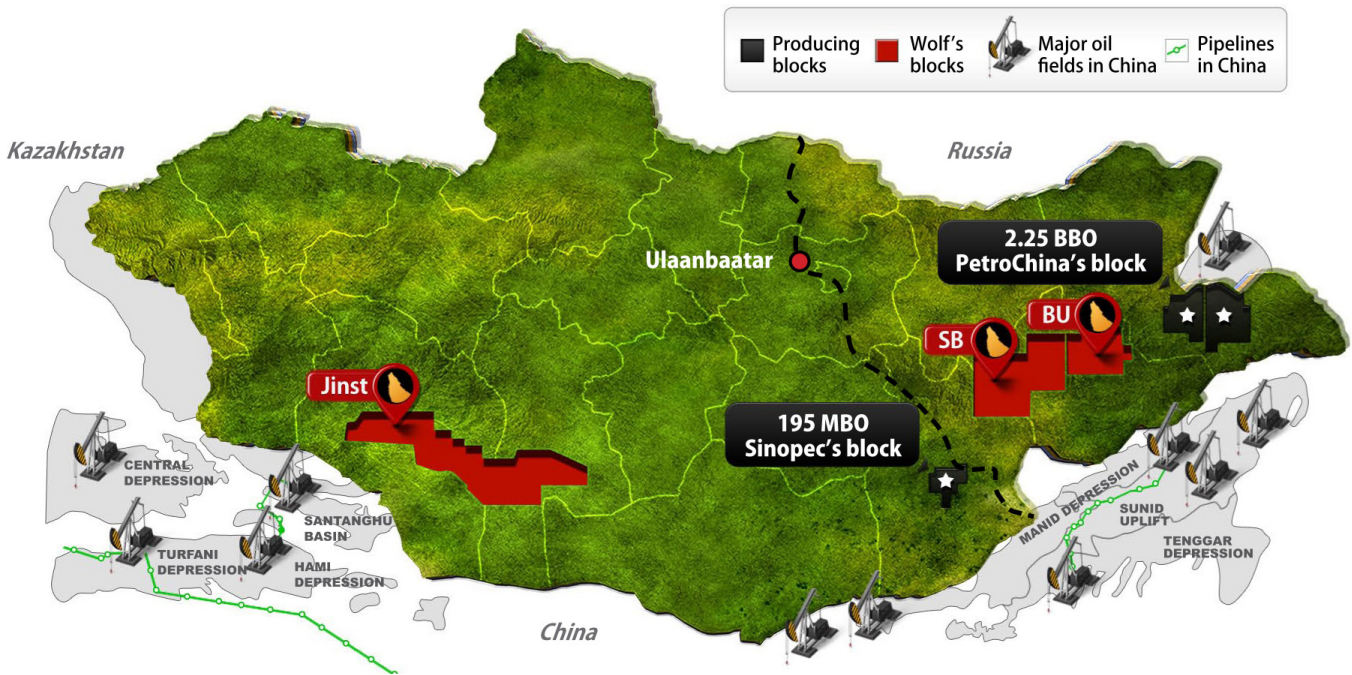 Producing
blocks
Wolf's
blocks
Major oil
fields in China
Pipelines
in China
Kazakhstan
Russia
2.25 BBO
PetroChina's block
Ulaanbaatar
BU
SB
Jinst
195 MBO
Sinopec's block
CENTRAL
DEPRESSION
SANTANGHU
BASIN
TURFANI
DEPRESSION
HAMI
DEPRESSION
MANID DEPRESSION
SUNID
UPLIFT
TENGGAR
DEPRESSION
China